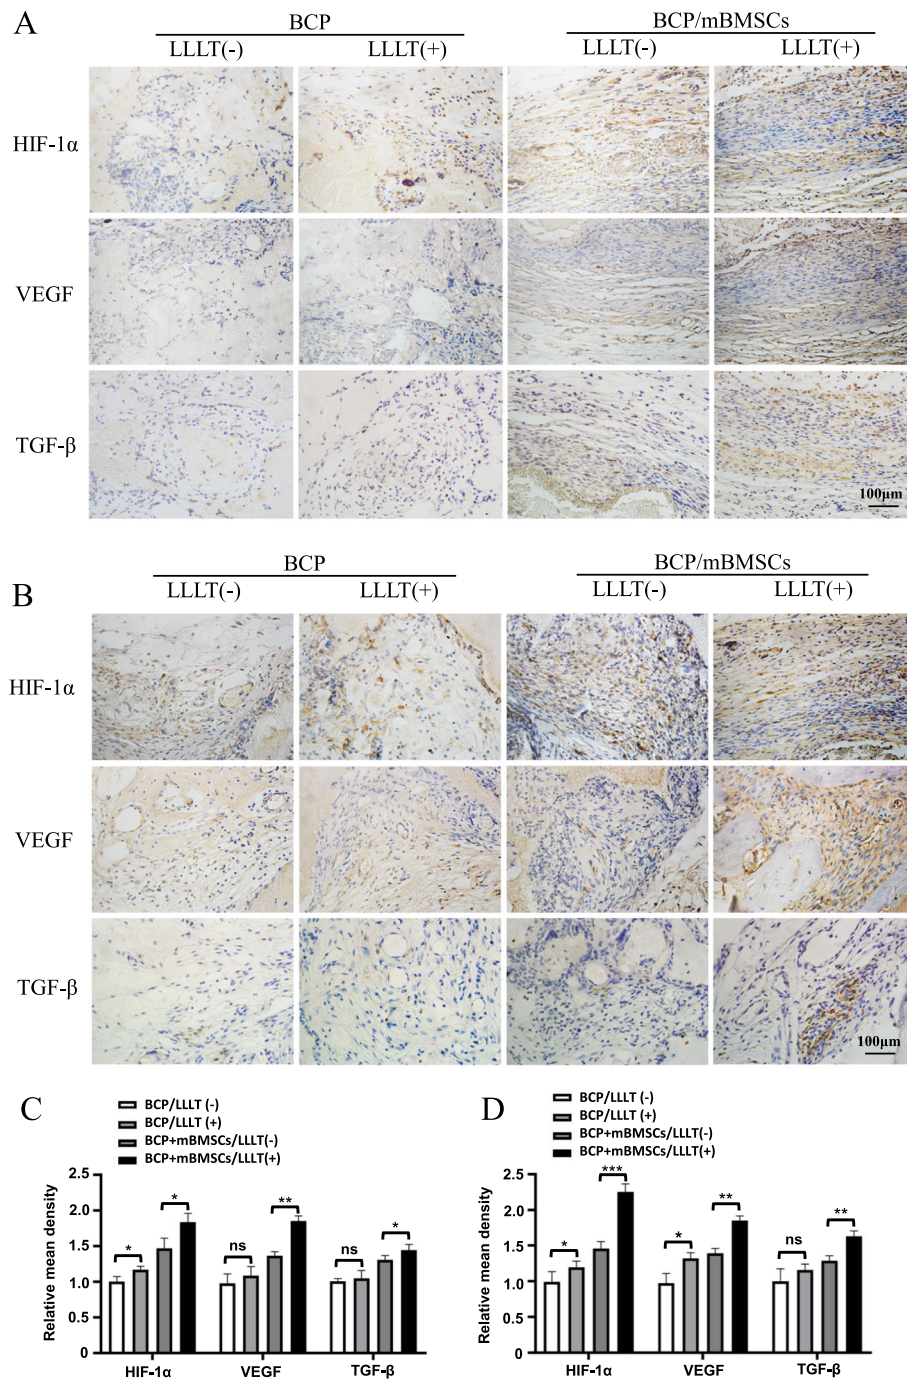 A
BCP
BCP/mBMSCs
LLLT(-)
LLLT(+)
LLLT(-)
LLLT(+)
HIF-1α
VEGF
TGF-β
100μm
B
BCP
BCP/mBMSCs
LLLT(-)
LLLT(+)
LLLT(-)
LLLT(+)
HIF-1α
VEGF
TGF-β
100μm
C
BCP/LLLT (-)
BCP/LLLT (+)
BCP+mBMSCs/LLLT(-)
BCP+mBMSCs/LLLT(+)
Relative mean density
2.5
2.0
1.5
1.0
0.5
0
*
*
ns
**
ns
*
HIF-1α
VEGF
TGF-β
D
BCP/LLLT (-)
BCP/LLLT (+)
BCP+mBMSCs/LLLT(-)
BCP+mBMSCs/LLLT(+)
Relative mean density
2.5
2.0
1.5
1.0
0.5
0
*
***
*
**
ns
**
HIF-1α
VEGF
TGF-β